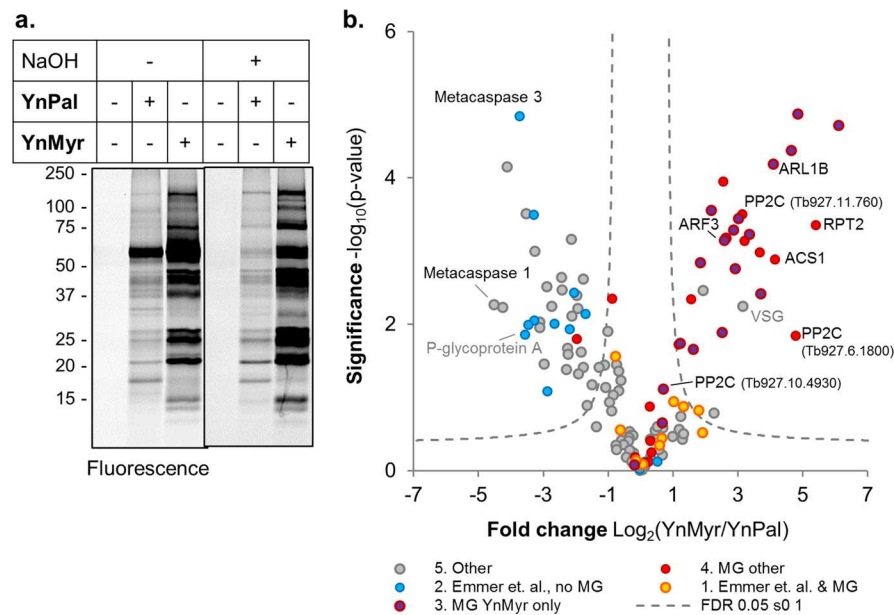 a.
NaOH - +
YnPal - + - - + -
YnMyr - - + - - +
250 -
100 -
75 -
50 -
37 -
25 -
20 -
15 -
Fluorescence
b.
Significance -log10(p-value)
6
4
2
0
Metacaspase 3
Metacaspase 1
P-glycoprotein A
ARL1B
PP2C (Tb927.11.760)
ARF3
RPT2
ACS1
VSG
PP2C
(Tb927.6.1800)
PP2C
(Tb927.10.4930)
-7 -5 -3 -1 1 3 5 7
Fold change Log2(YnMyr/YnPal)
5. Other
4. MG other
2. Emmer et. al., no MG
1. Emmer et. al. & MG
3. MG YnMyr only
FDR 0.05 s0 1